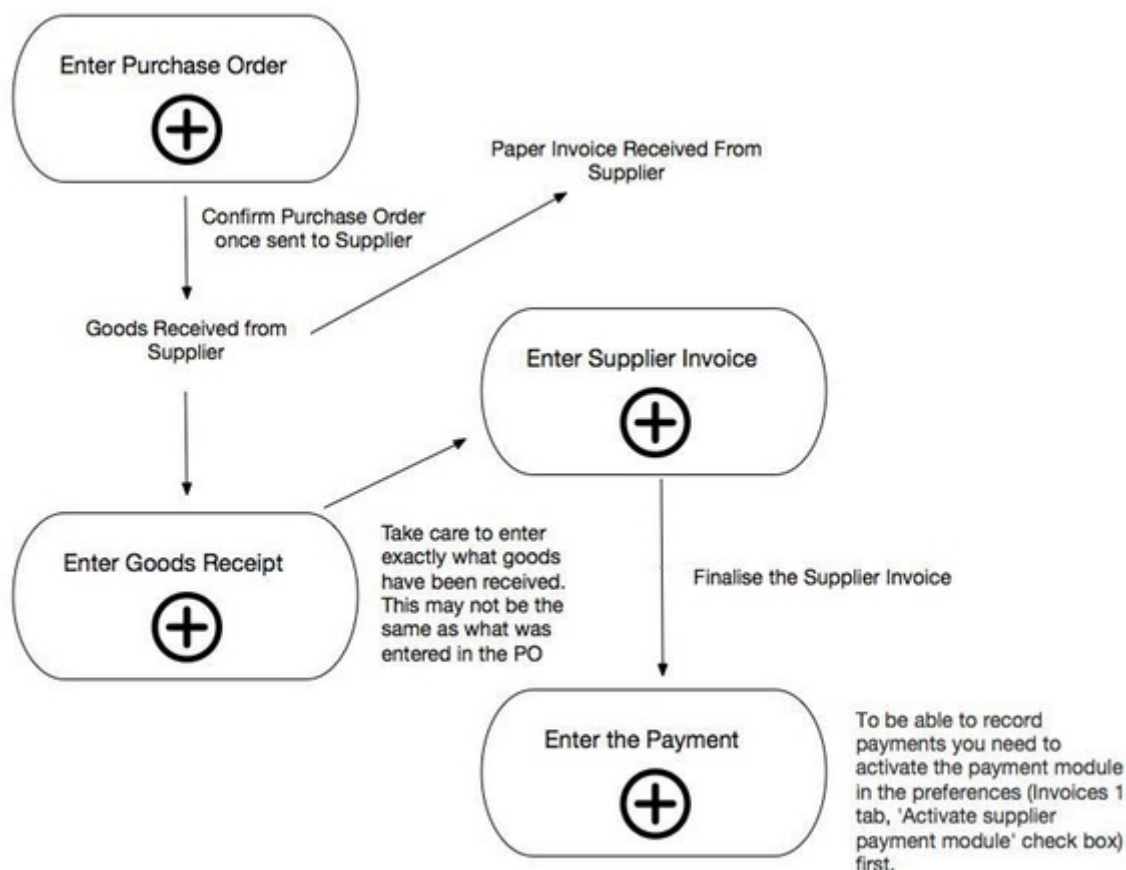 Enter Purchase Order
Paper Invoice Received From
Supplier
Confirm Purchase Order
once sent to Supplier
Goods Received from
Supplier
Enter Supplier Invoice
Enter Goods Receipt
Take care to enter
exactly what goods
have been received.
This may not be the
same as what was
entered in the PO
Finalise the Supplier Invoice
Enter the Payment
To be able to record
payments you need to
activate the payment module
in the preferences (Invoices 1
tab, 'Activate supplier
payment module' check box)
first.